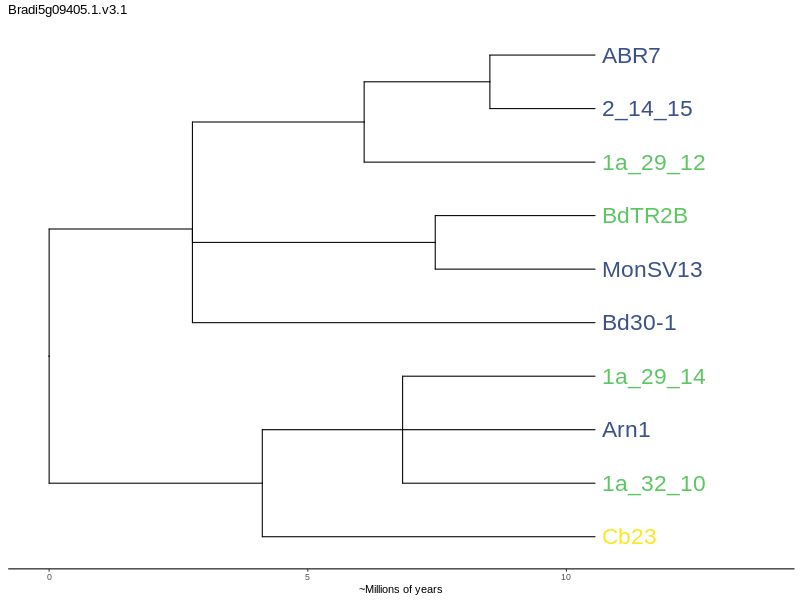 Bradi5g09405.1.v3.1
ABR7
2_14_15
1a_29_12
BdTR2B
MonSV13
Bd30-1
1a_29_14
Arn1
1a_32_10
Cb23
0 5 10
~Millions of years